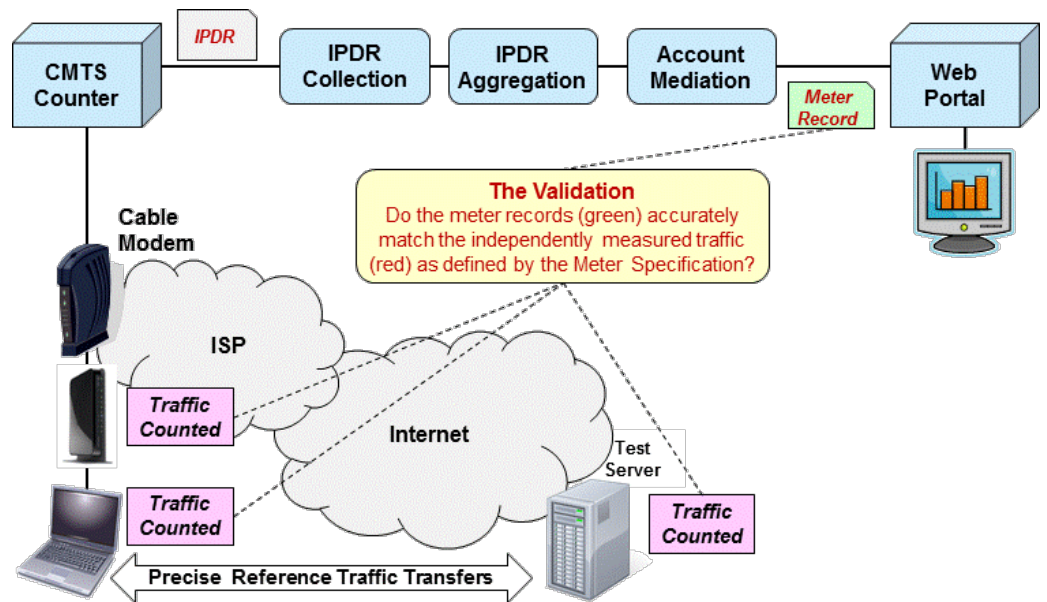 IPDR
CMTS
Counter
IPDR
Collection
IPDR
Aggregation
Account
Mediation
Web
Portal
Meter
Record
The Validation
Do the meter records (green) accurately
match the independently measured traffic
(red) as defined by the Meter Specification?
Cable
Modem
ISP
Traffic
Counted
Internet
Test
Server
Traffic
Counted
Traffic
Counted
Precise Reference Traffic Transfers